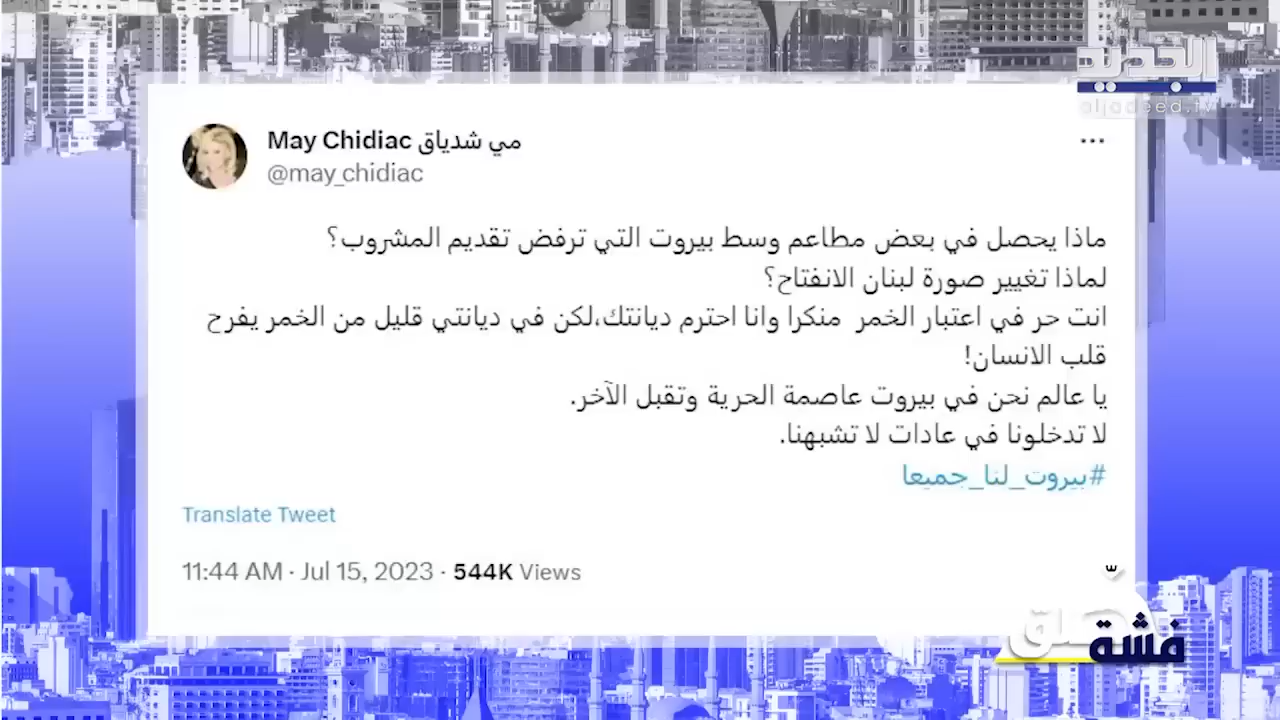 الجديد
aljadeed.tv
May Chidiac مي شدياق
@may_chidiac
ماذا يحصل في بعض مطاعم وسط بيروت التي ترفض تقديم المشروب؟
لماذا تغيير صورة لبنان الانفتاح؟
انت حر في اعتبار الخمر منكرا وانا احترم ديانتك،لكن في ديانتي قليل من الخمر يفرح
قلب الانسان!
يا عالم نحن في بيروت عاصمة الحرية وتقبل الآخر.
لا تدخلونا في عادات لا تشبهنا.
#بيروت_لنا_جميعا
Translate Tweet
11:44 AM · Jul 15, 2023 · 544K Views
فشة
خلق